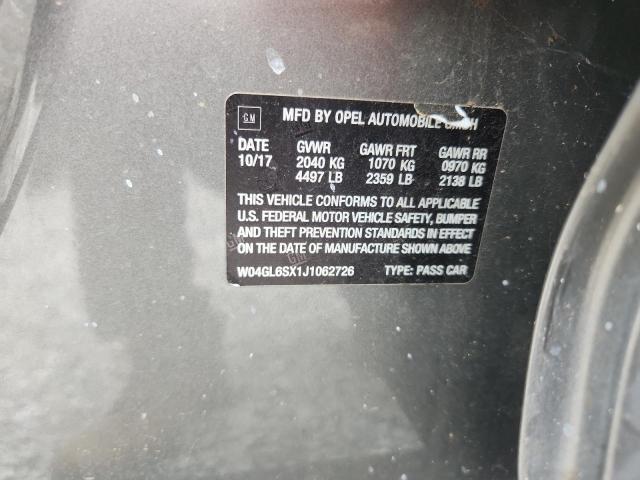 GM
MFD BY OPEL AUTOMOBILE GMBH
DATE GVWR GAWR FRT GAWR RR
10/17 2040 KG 1070 KG 0970 KG
4497 LB 2359 LB 2138 LB
THIS VEHICLE CONFORMS TO ALL APPLICABLE
U.S. FEDERAL MOTOR VEHICLE SAFETY, BUMPER
AND THEFT PREVENTION STANDARDS IN EFFECT
ON THE DATE OF MANUFACTURE SHOWN ABOVE
W04GL6SX1J1062726 TYPE: PASS CAR